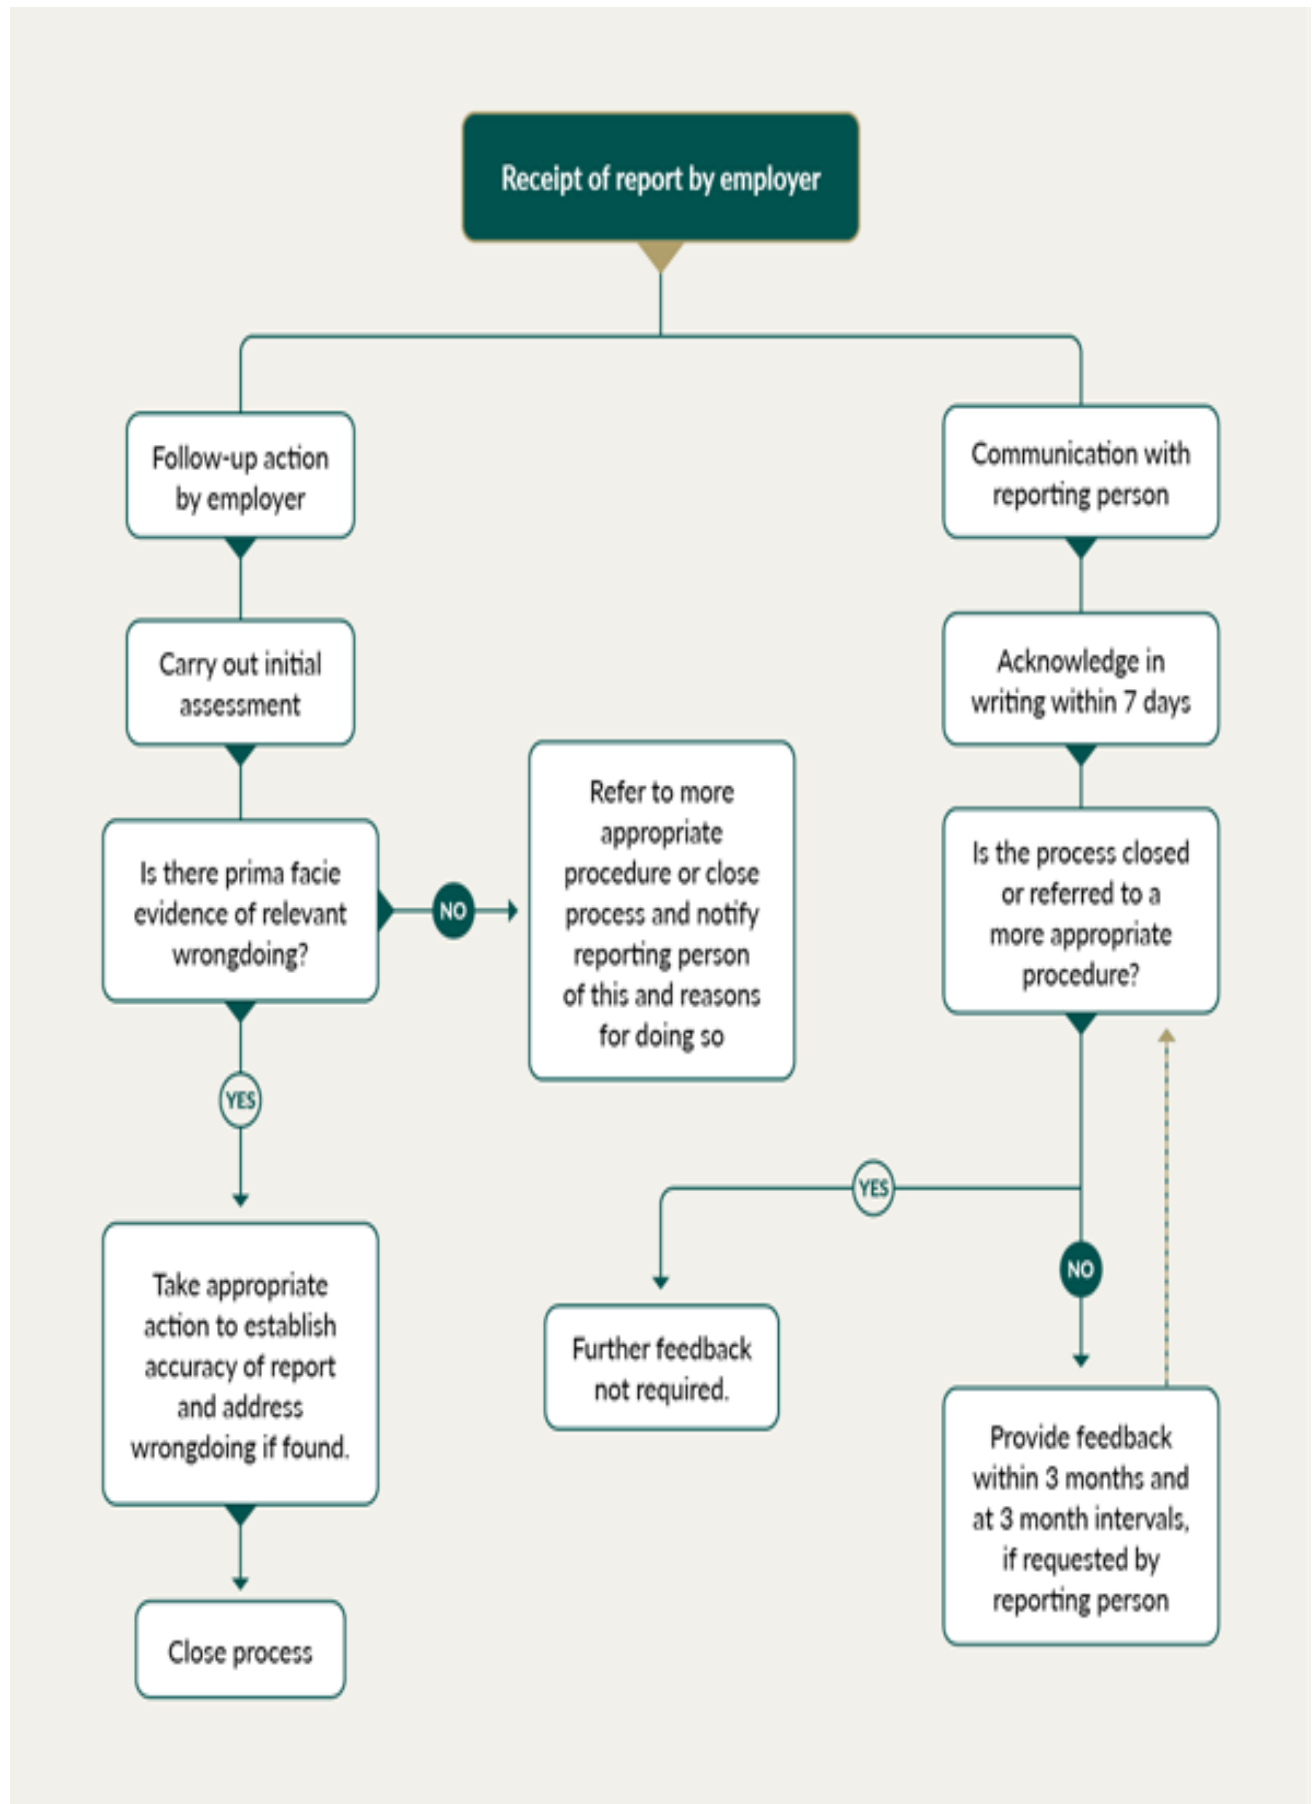 Receipt of report by employer
Follow-up action
by employer
Carry out initial
assessment
Is there prima facie
evidence of relevant
wrongdoing?
NO
Refer to more
appropriate
procedure or close
process and notify
reporting person
of this and reasons
for doing so
YES
Take appropriate
action to establish
accuracy of report
and address
wrongdoing if found.
Close process
Communication with
reporting person
Acknowledge in
writing within 7 days
Is the process closed
or referred to a
more appropriate
procedure?
YES
Further feedback
not required.
NO
Provide feedback
within 3 months and
at 3 month intervals,
if requested by
reporting person